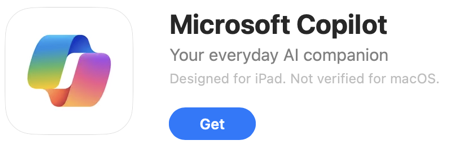 Microsoft Copilot
Your everyday AI companion
Designed for iPad. Not verified for macOS.
Get